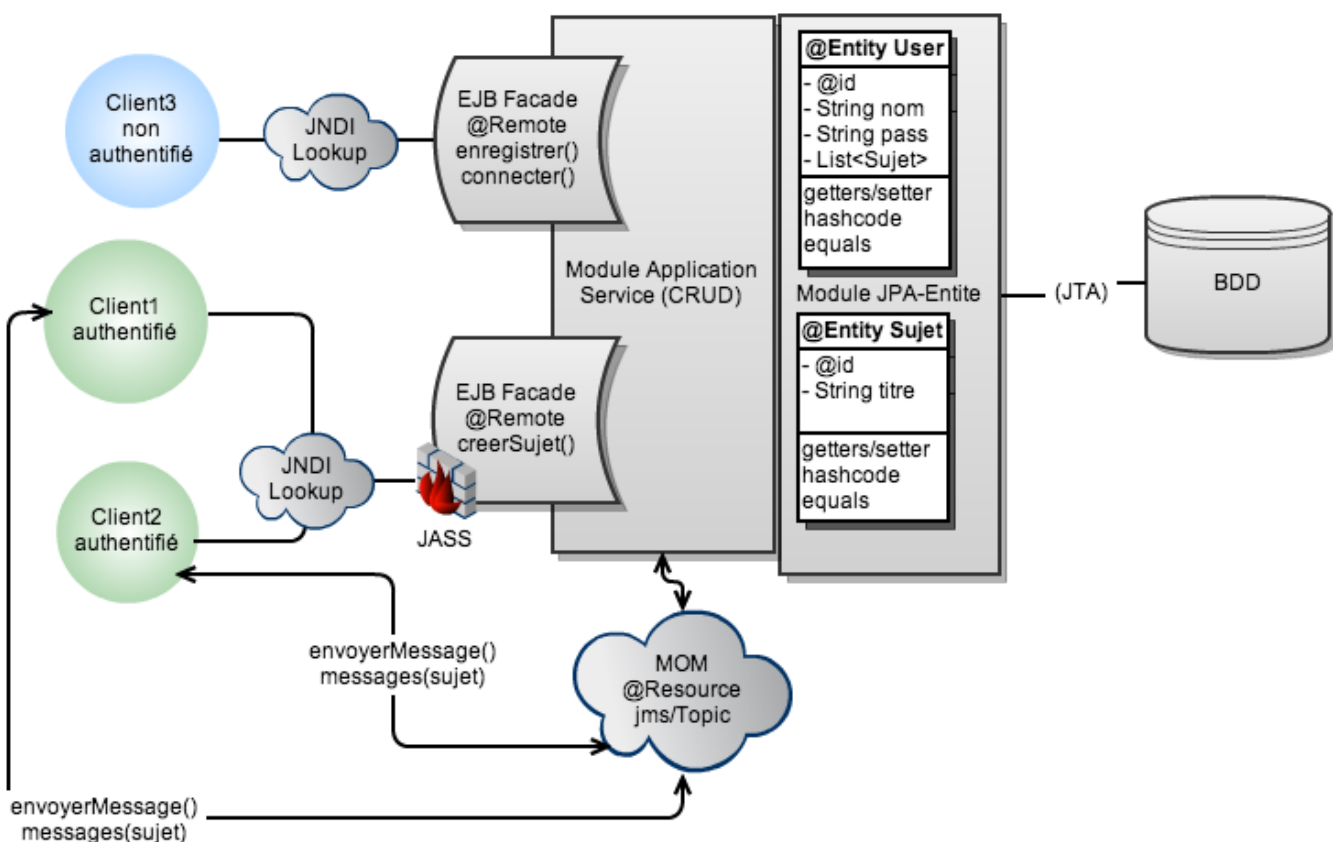 Client3
non
authentifié
JNDI
Lookup
EJB Facade
@Remote
enregistrer()
connecter()
@Entity User
- @id
- String nom
- String pass
- List<Sujet>
getters/setter
hashcode
equals
Client1
authentifié
Module Application
Service (CRUD)
Module JPA-Entite
(JTA)
BDD
@Entity Sujet
- @id
- String titre
getters/setter
hashcode
equals
EJB Facade
@Remote
creerSujet()
JNDI
Lookup
JASS
Client2
authentifié
envoyerMessage()
messages(sujet)
MOM
@Resource
jms/Topic
envoyerMessage()
messages(sujet)